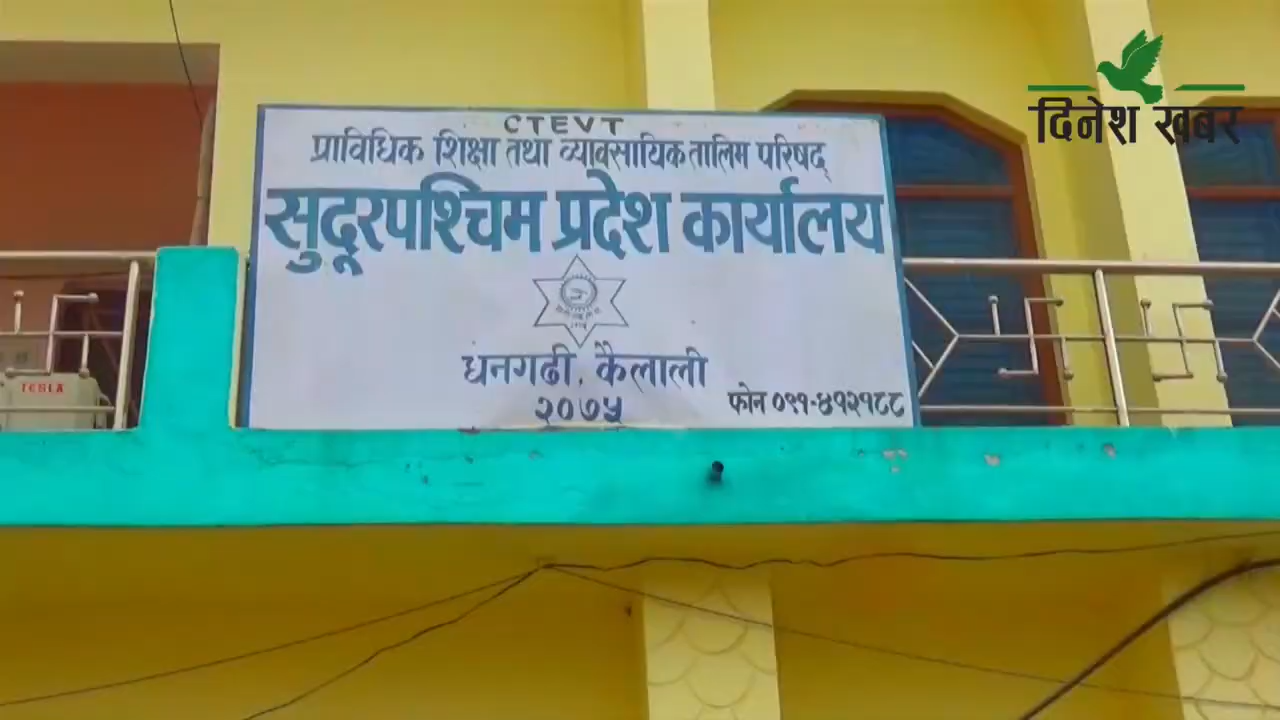 CTEVT
प्राविधिक शिक्षा तथा व्यावसायिक तालिम परिषद्
सुदूरपश्चिम प्रदेश कार्यालय
धनगढी, कैलाली
२०७५
फोन ०९१-४१२१८८
दिनेश खबर
TESLA